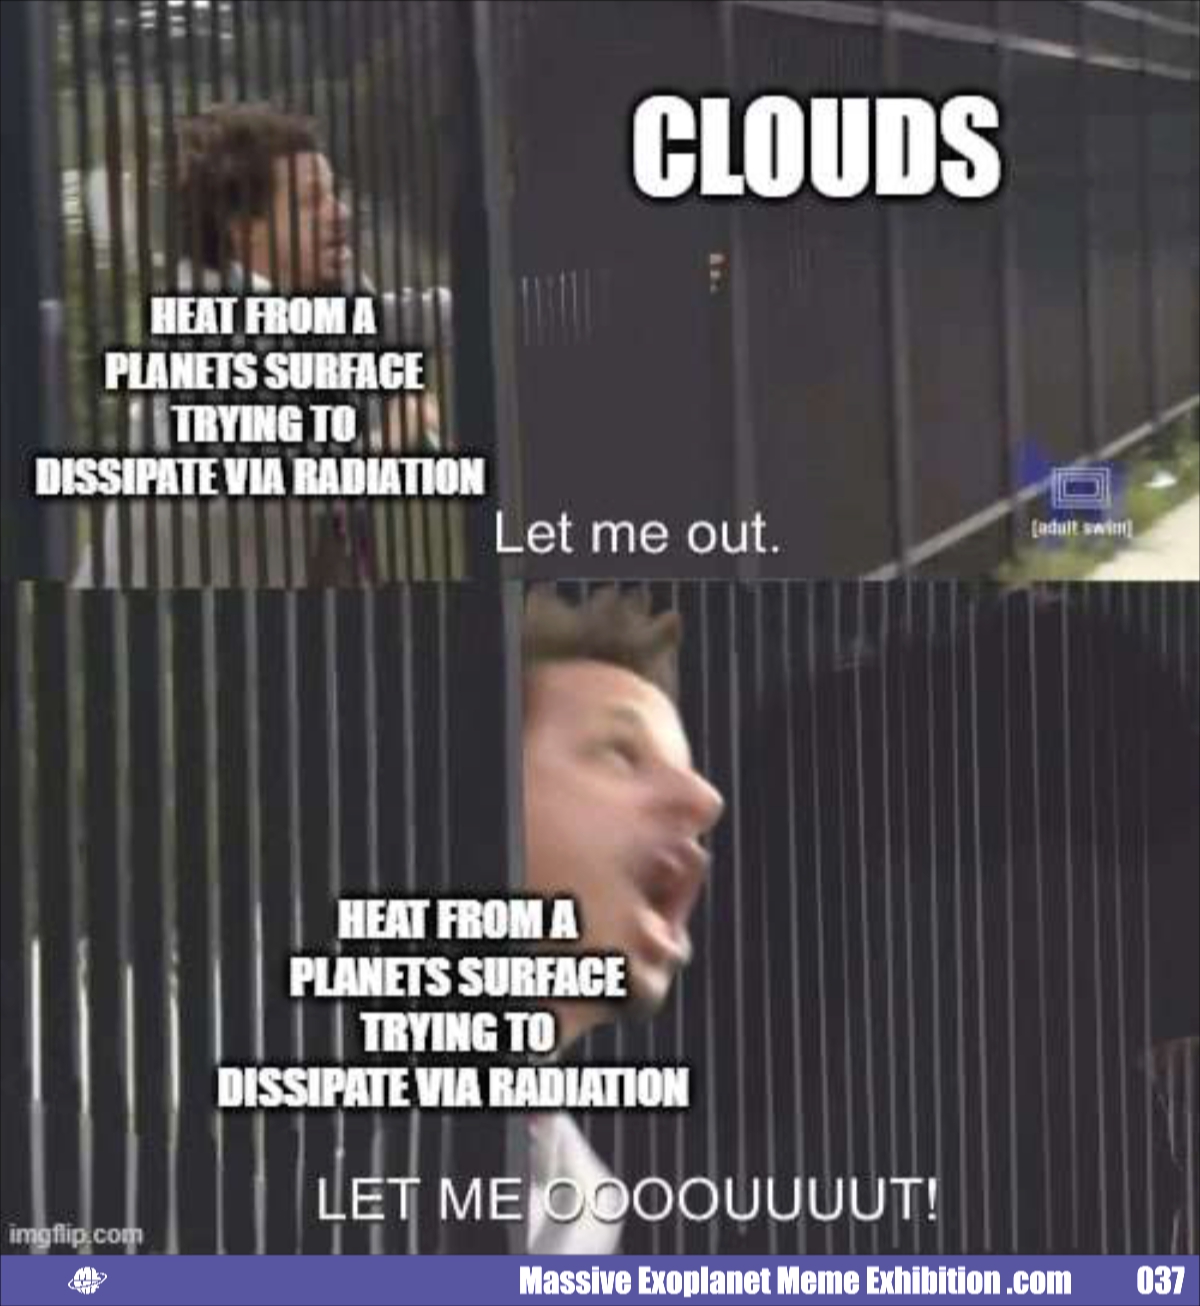 CLOUDS
HEAT FROM A
PLANETS SURFACE
TRYING TO
DISSIPATE VIA RADIATION
Let me out.
[adult swim]
HEAT FROM A
PLANETS SURFACE
TRYING TO
DISSIPATE VIA RADIATION
LET ME OOOOUUUUT!
imgflip.com
Massive Exoplanet Meme Exhibition .com 037